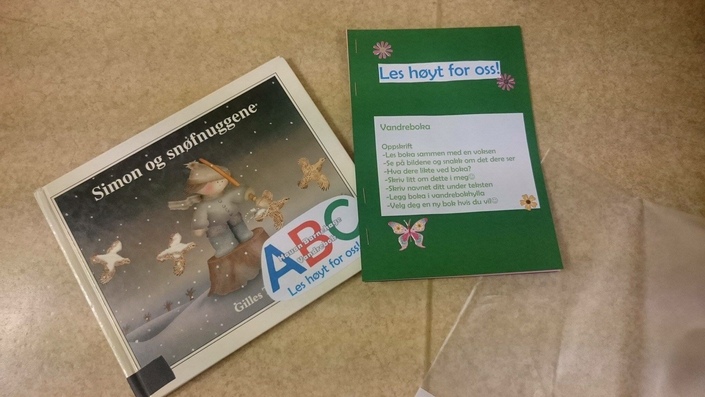 Simon og snøfnuggene
Gilles
ABC
Les høyt for oss!
Les høyt for oss!
Vandreboka
Oppskrift
-Les boka sammen med en voksen
-Se på bildene og snakk om det dere ser
-Hva dere likte ved boka?
-Skriv litt om dette i meg☺
-Skriv navnet ditt under teksten
-Legg boka i vandrebokhylla
-Velg deg en ny bok hvis du vil☺